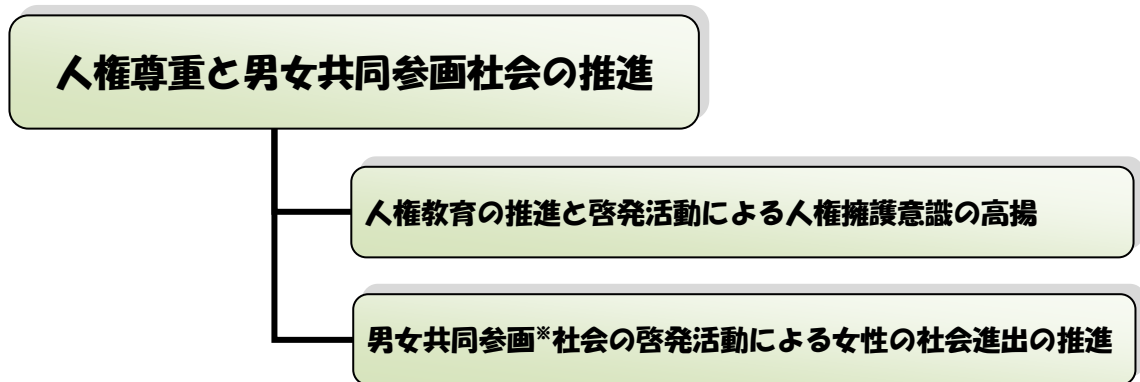 人権尊重と男女共同参画社会の推進
人権教育の推進と啓発活動による人権擁護意識の高揚
男女共同参画※社会の啓発活動による女性の社会進出の推進